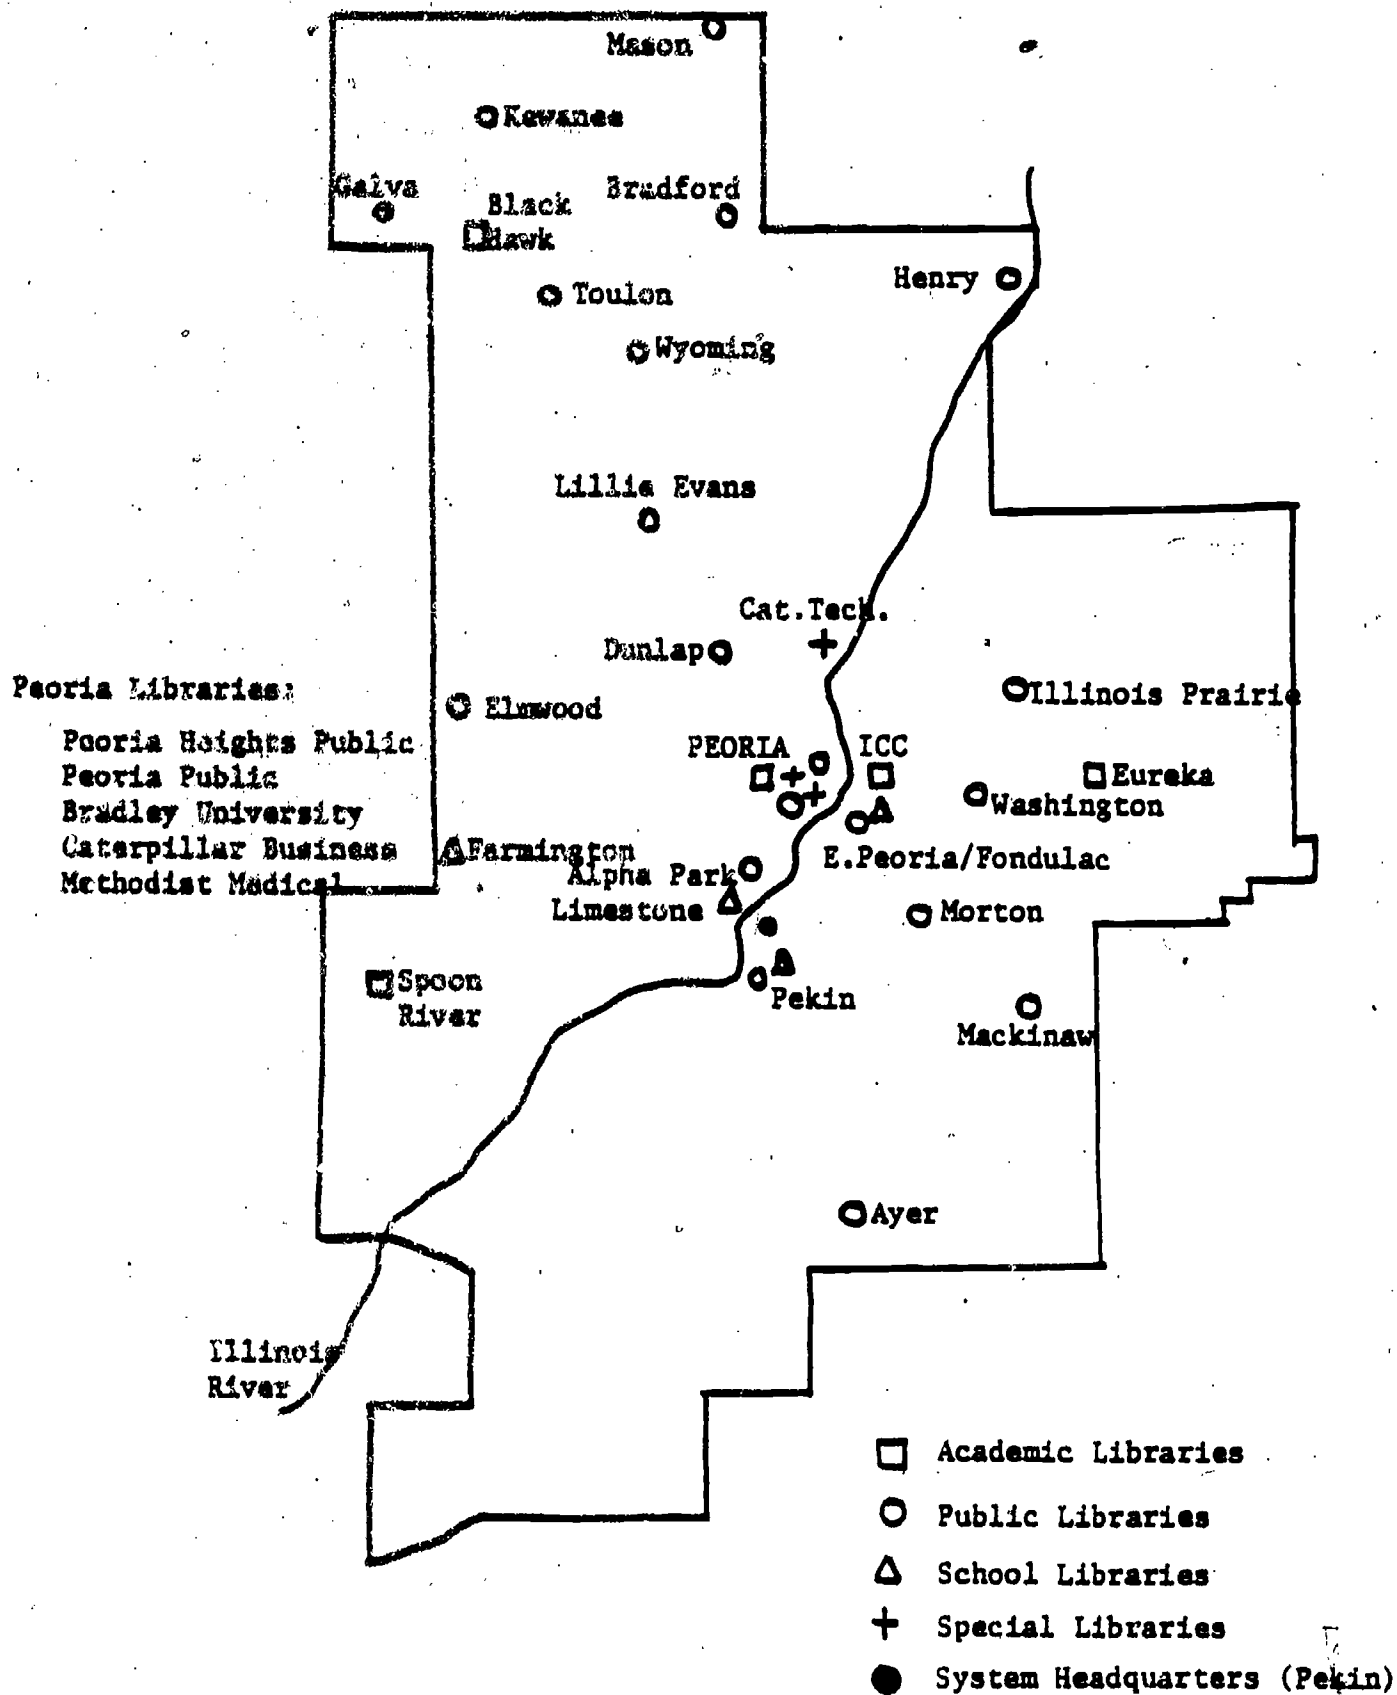 Mason
Kewanee
Galva
Bradford
Black
Hawk
Henry
Toulon
Wyoming
Lillie Evans
Cat.Tech.
Dunlap
Peoria Libraries:
Illinois Prairie
Elmwood
Peoria Heights Public
PEORIA
ICC
Peoria Public
Eureka
Washington
Bradley University
Caterpillar Business
Farmington
E.Peoria/Fondulac
Alpha Park
Methodist Medical
Limestone
Morton
Spoon
River
Pekin
Mackinaw
Ayer
Illinois
River
Academic Libraries
Public Libraries
School Libraries
Special Libraries
System Headquarters (Pekin)